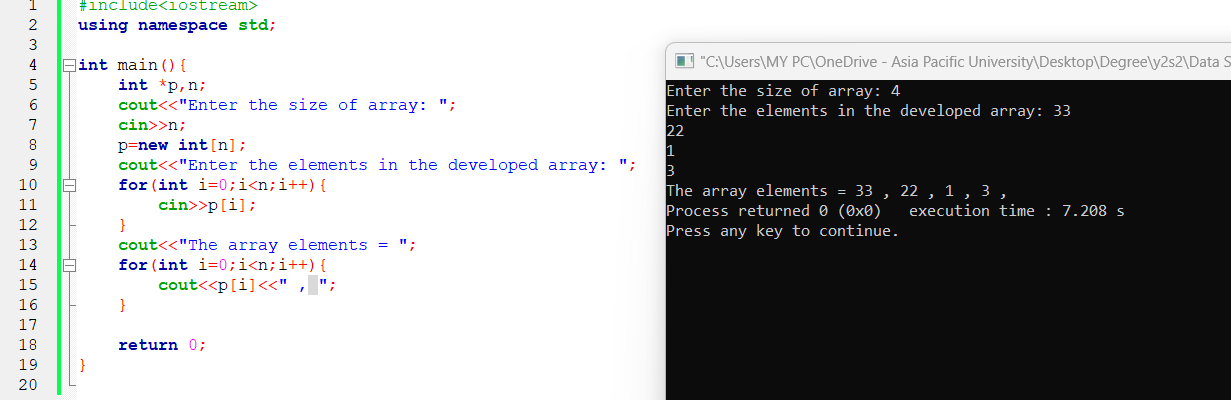 1 #include<iostream>
2 using namespace std;
3
4 int main(){
5 int *p,n;
6 cout<<"Enter the size of array: ";
7 cin>>n;
8 p=new int[n];
9 cout<<"Enter the elements in the developed array: ";
10 for(int i=0;i<n;i++){
11 cin>>p[i];
12 }
13 cout<<"The array elements = ";
14 for(int i=0;i<n;i++){
15 cout<<p[i]<<" , ";
16 }
17
18 return 0;
19 }
20
"C:\Users\MY PC\OneDrive - Asia Pacific University\Desktop\Degree\y2s2\Data S
Enter the size of array: 4
Enter the elements in the developed array: 33
22
1
3
The array elements = 33 , 22 , 1 , 3 ,
Process returned 0 (0x0)   execution time : 7.208 s
Press any key to continue.